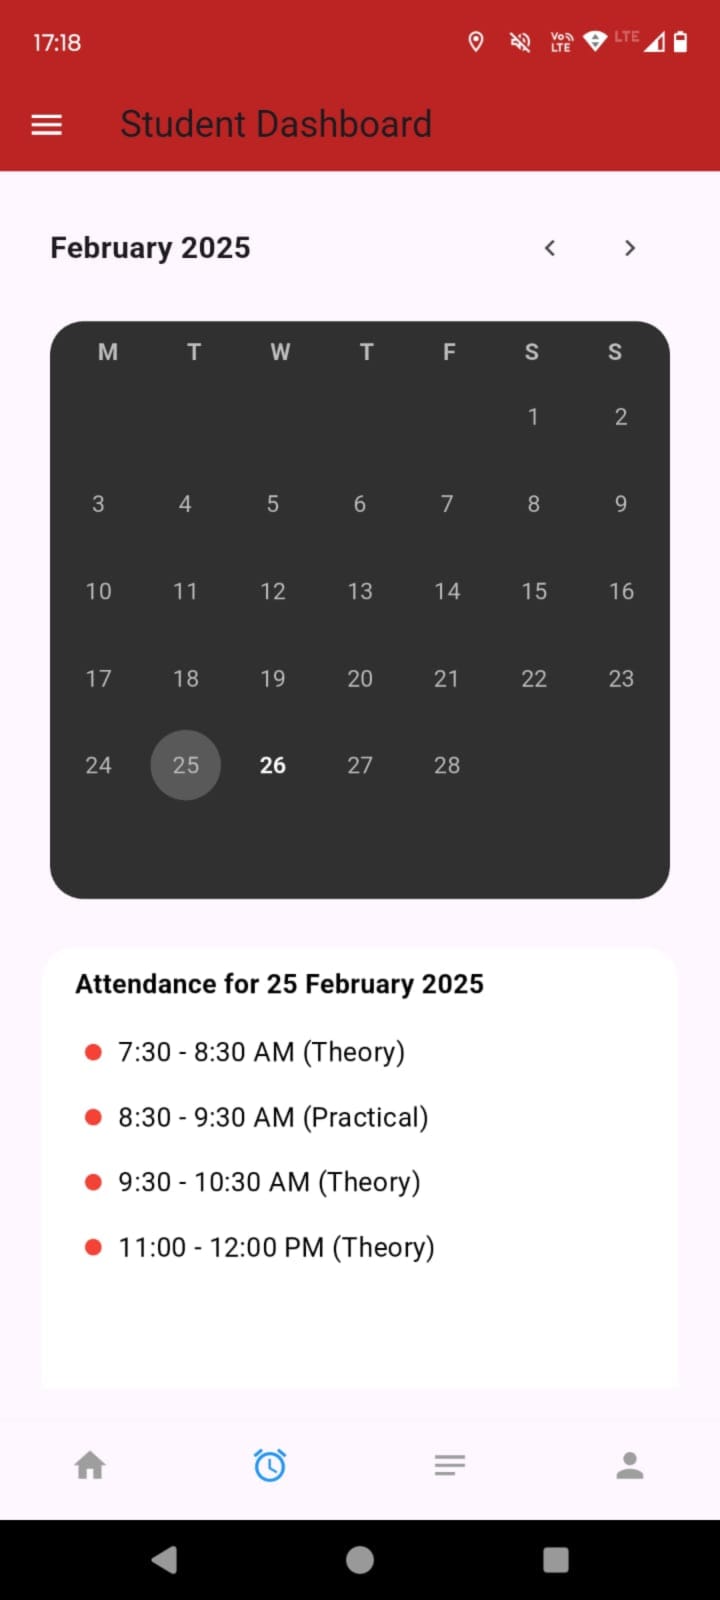 17:18 VoLTE LTE
Student Dashboard
February 2025
M T W T F S S
1 2
3 4 5 6 7 8 9
10 11 12 13 14 15 16
17 18 19 20 21 22 23
24 25 26 27 28
Attendance for 25 February 2025
7:30 - 8:30 AM (Theory)
8:30 - 9:30 AM (Practical)
9:30 - 10:30 AM (Theory)
11:00 - 12:00 PM (Theory)